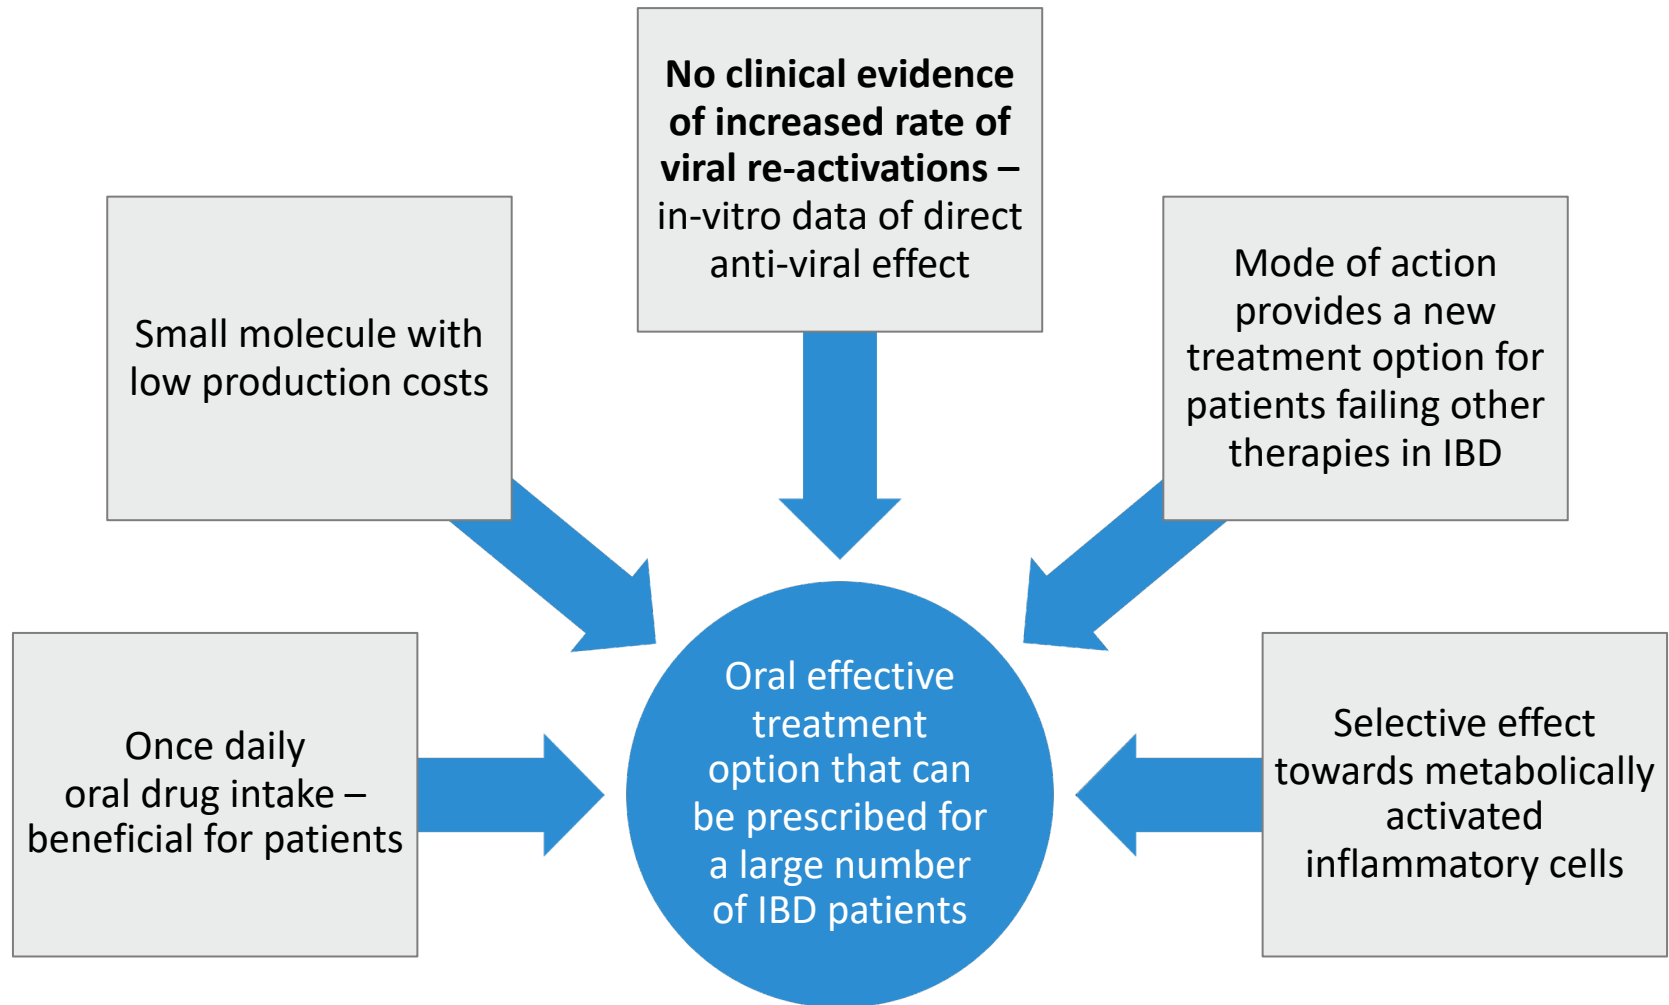 No clinical evidence
of increased rate of
viral re-activations –
in-vitro data of direct
anti-viral effect
Small molecule with
low production costs
Mode of action
provides a new
treatment option for
patients failing other
therapies in IBD
Once daily
oral drug intake –
beneficial for patients
Oral effective
treatment
option that can
be prescribed for
a large number
of IBD patients
Selective effect
towards metabolically
activated
inflammatory cells